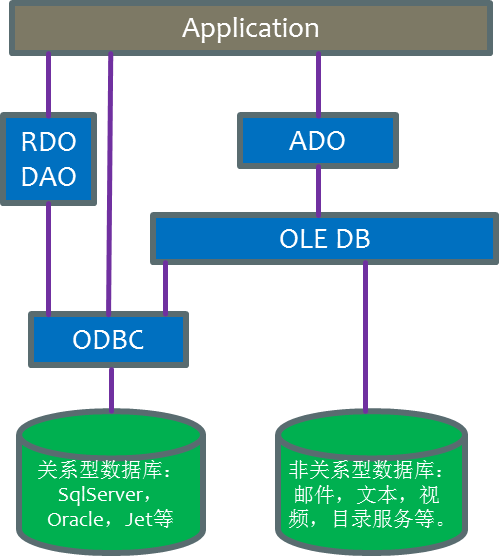 Application
RDO
DAO
ADO
OLE DB
ODBC
关系型数据库：
SqlServer，
Oracle，Jet等
非关系型数据库：
邮件，文本，视
频，目录服务等。